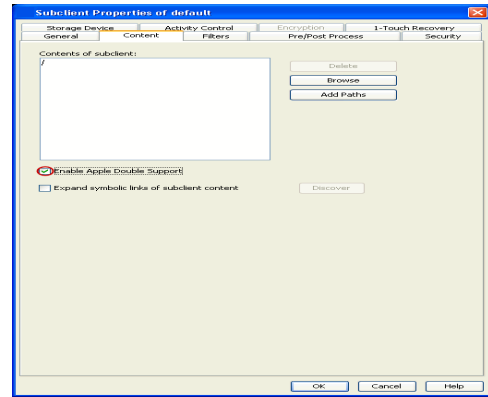 Subclient Properties of default
Storage Device Activity Control Encryption 1-Touch Recovery
General Content Filters Pre/Post Process Security
Contents of subclient:
/
Delete
Browse
Add Paths
Enable Apple Double Support
Expand symbolic links of subclient content Discover
OK Cancel Help